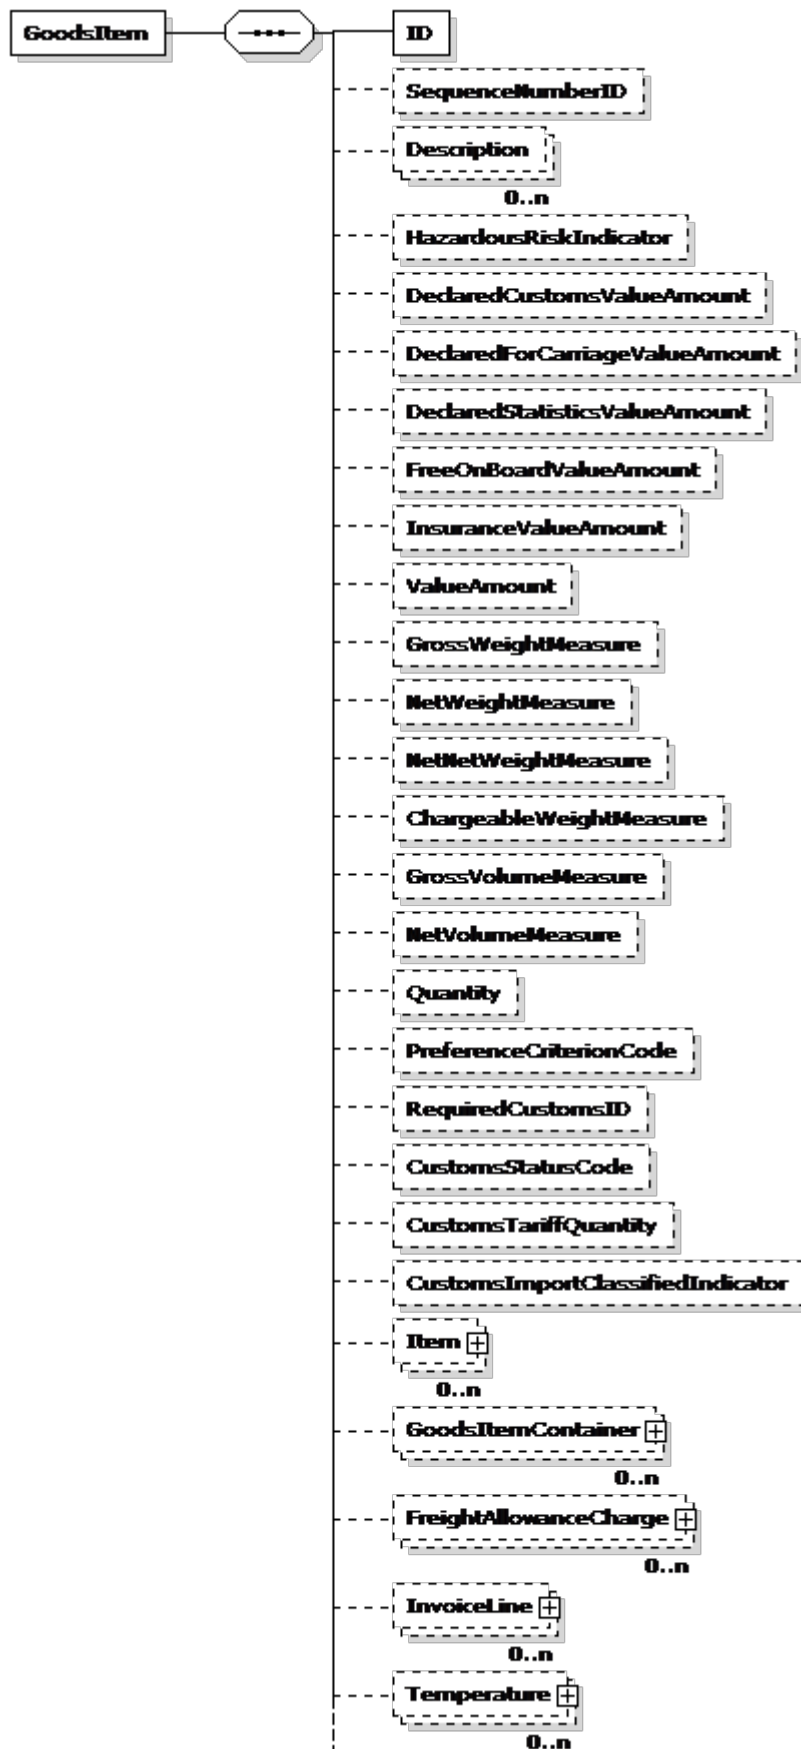 GoodsItem
ID
SequenceNumberID
Description
0..n
HazardousRiskIndicator
DeclaredCustomsValueAmount
DeclaredForCarriageValueAmount
DeclaredStatisticsValueAmount
FreeOnBoardValueAmount
InsuranceValueAmount
ValueAmount
GrossWeightMeasure
NetWeightMeasure
NetNetWeightMeasure
ChargeableWeightMeasure
GrossVolumeMeasure
NetVolumeMeasure
Quantity
PreferenceCriterionCode
RequiredCustomsID
CustomsStatusCode
CustomsTariffQuantity
CustomsImportClassifiedIndicator
Item
0..n
GoodsItemContainer
0..n
FreightAllowanceCharge
0..n
InvoiceLine
0..n
Temperature
0..n